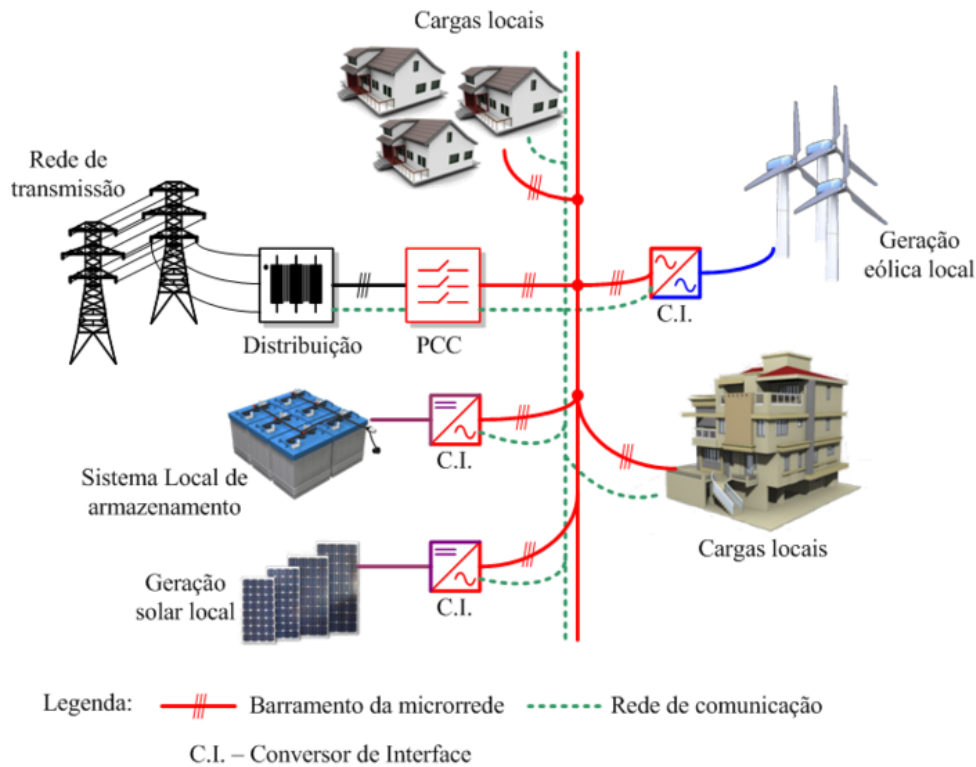 Cargas locais
Rede de
transmissão
Geração
eólica local
C.I.
Distribuição
PCC
Sistema Local de
armazenamento
C.I.
Cargas locais
Geração
solar local
C.I.
Legenda:
Barramento da microrrede
Rede de comunicação
C.I. – Conversor de Interface